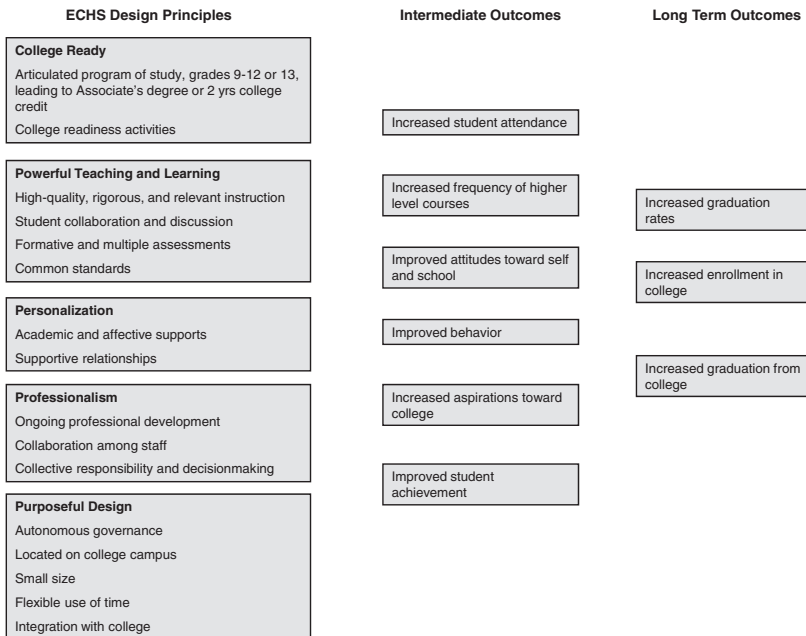 ECHS Design Principles
College Ready
Articulated program of study, grades 9-12 or 13,
leading to Associate's degree or 2 yrs college
credit
College readiness activities
Powerful Teaching and Learning
High-quality, rigorous, and relevant instruction
Student collaboration and discussion
Formative and multiple assessments
Common standards
Personalization
Academic and affective supports
Supportive relationships
Professionalism
Ongoing professional development
Collaboration among staff
Collective responsibility and decisionmaking
Purposeful Design
Autonomous governance
Located on college campus
Small size
Flexible use of time
Integration with college
Intermediate Outcomes
Increased student attendance
Increased frequency of higher
level courses
Improved attitudes toward self
and school
Improved behavior
Increased aspirations toward
college
Improved student
achievement
Long Term Outcomes
Increased graduation
rates
Increased enrollment in
college
Increased graduation from
college